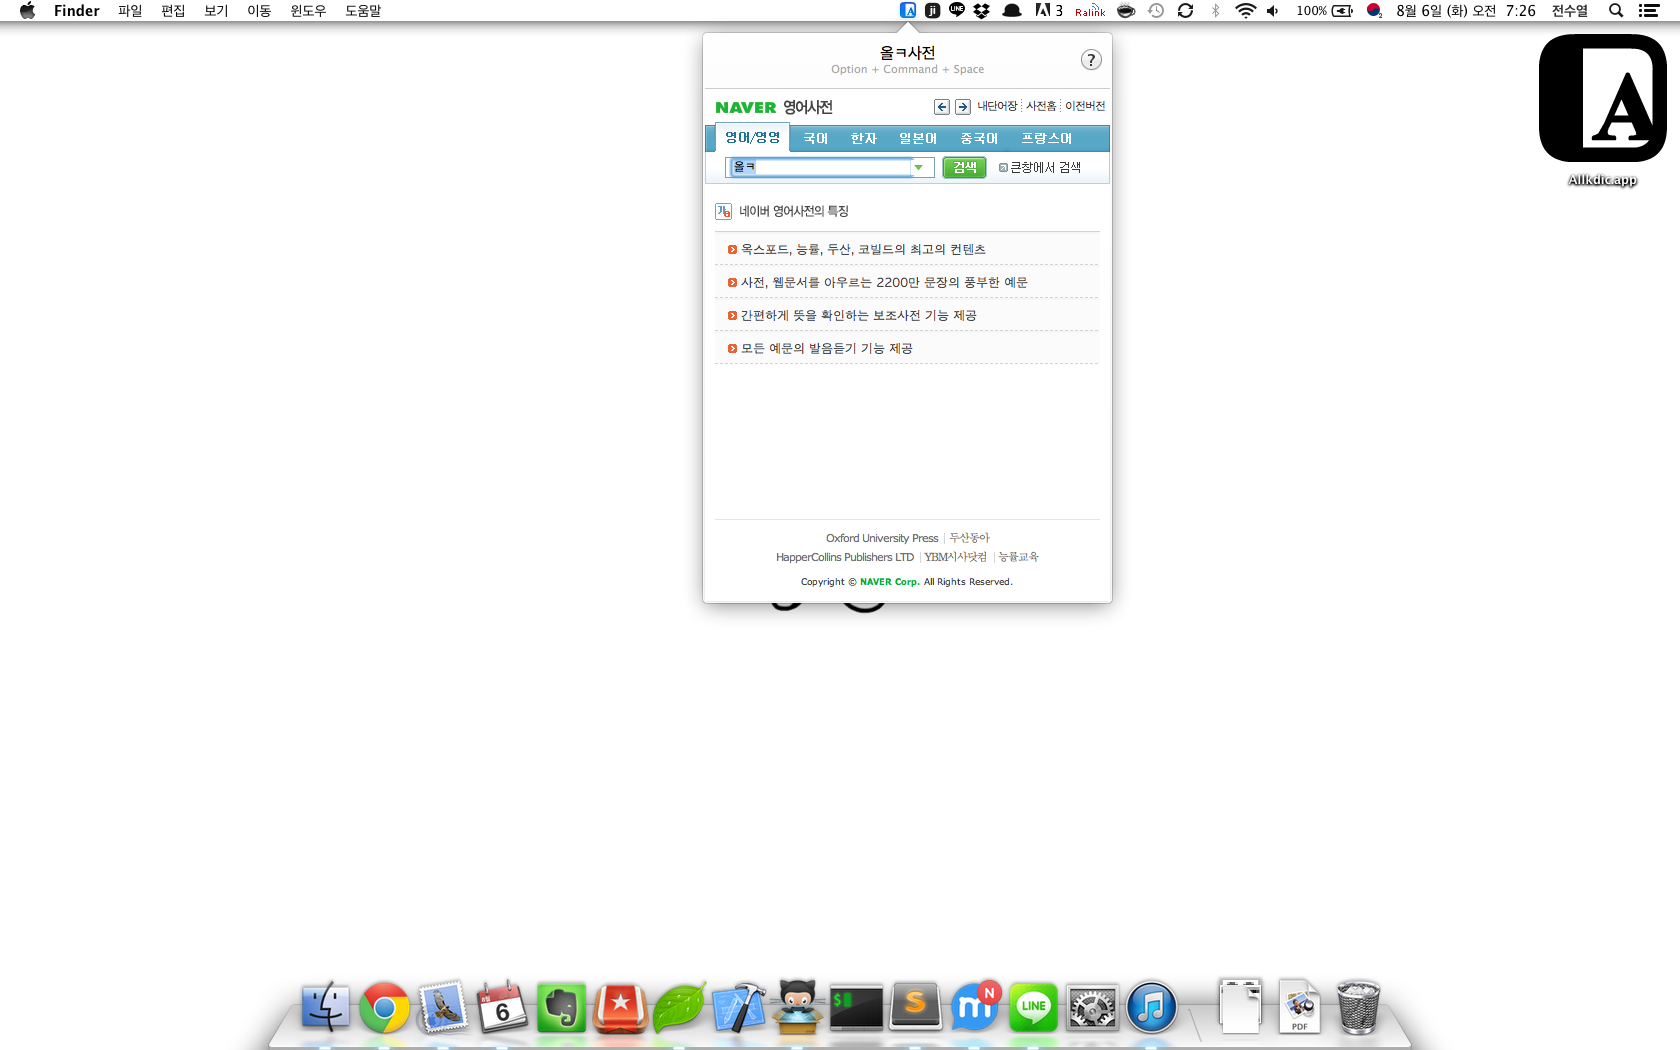 Finder 파일 편집 보기 이동 윈도우 도움말 3 Ralink 100% 8월 6일 (화) 오전 7:26 전수열
올ㅋ사전
Option + Command + Space
?
NAVER 영어사전 내단어장 사전홈 이전버전
영어/영영 국어 한자 일본어 중국어 프랑스어
올ㅋ 검색 큰창에서 검색
네이버 영어사전의 특징
옥스포드, 능률, 두산, 코빌드의 최고의 컨텐츠
사전, 웹문서를 아우르는 2200만 문장의 풍부한 예문
간편하게 뜻을 확인하는 보조사전 기능 제공
모든 예문의 발음듣기 기능 제공
Oxford University Press 두산동아
HapperCollins Publishers LTD YBM시사닷컴 능률교육
Copyright © NAVER Corp. All Rights Reserved.
A
Allkdic.app
8월
6
$
S
m N
LINE
PDF